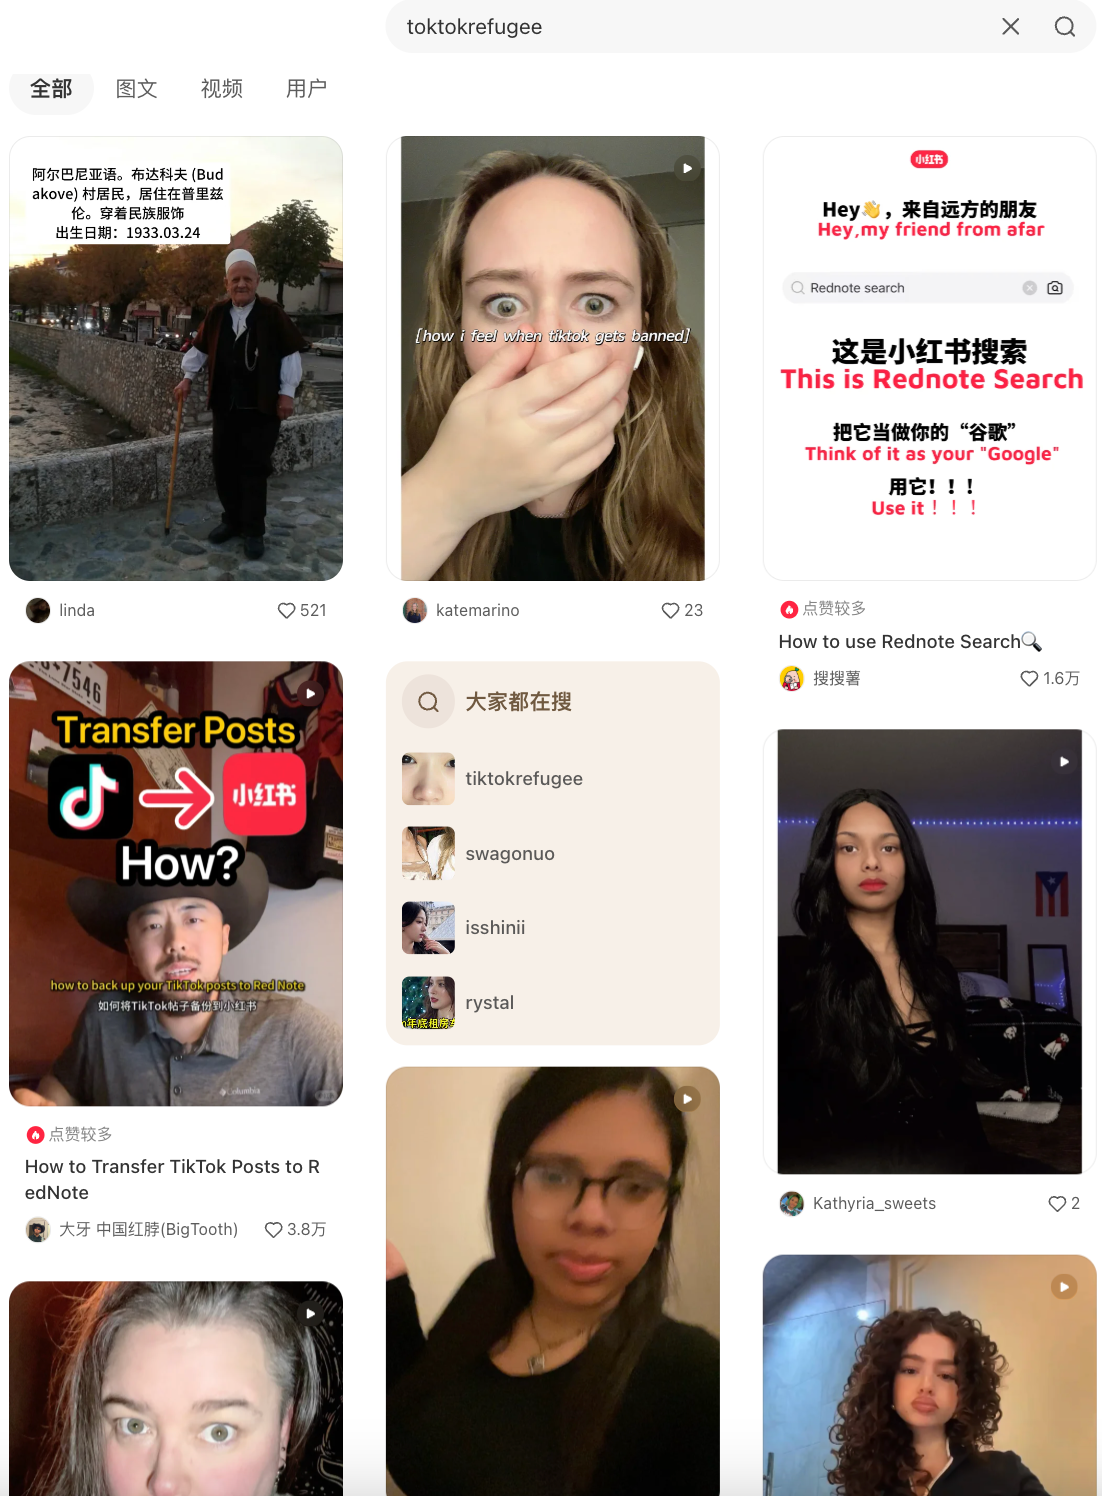 toktokrefugee
全部
图文
视频
用户
阿尔巴尼亚语。布达科夫 (Bud
akove) 村居民，居住在普里兹
伦。穿着民族服饰
出生日期：1933.03.24
linda
521
[how i feel when tiktok gets banned]
katemarino
23
小红书
Hey👋，来自远方的朋友
Hey,my friend from afar
Rednote search
这是小红书搜索
This is Rednote Search
把它当做你的“谷歌”
Think of it as your "Google"
用它！！！
Use it！！！
点赞较多
How to use Rednote Search🔍
搜搜薯
1.6万
7546
Transfer Posts
小红书
How?
how to back up your TikTok posts to Red Note
如何将TikTok帖子备份到小红书
Columbia
点赞较多
How to Transfer TikTok Posts to R
edNote
大牙 中国红脖(BigTooth)
3.8万
大家都在搜
tiktokrefugee
swagonuo
isshinii
rystal
年底租房
Kathyria_sweets
2